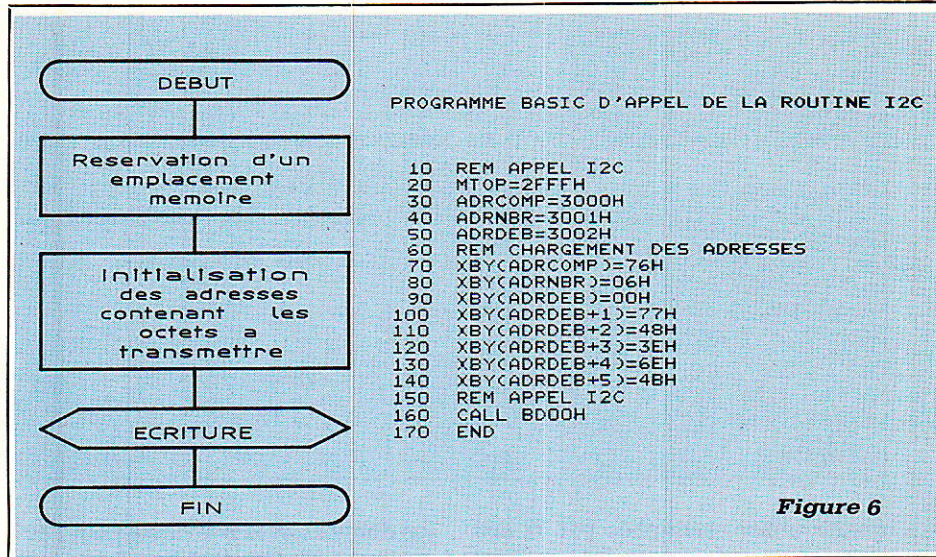 DEBUT
Reservation d'un
emplacement
memoire
Initialisation
des adresses
contenant les
octets a
transmettre
ECRITURE
FIN
PROGRAMME BASIC D'APPEL DE LA ROUTINE I2C
10 REM APPEL I2C
20 MTOP=2FFFH
30 ADRCOMP=3000H
40 ADRNBR=3001H
50 ADRDEB=3002H
60 REM CHARGEMENT DES ADRESSES
70 XBY(ADRCOMP)=76H
80 XBY(ADRNBR)=06H
90 XBY(ADRDEB)=00H
100 XBY(ADRDEB+1)=77H
110 XBY(ADRDEB+2)=48H
120 XBY(ADRDEB+3)=3EH
130 XBY(ADRDEB+4)=6EH
140 XBY(ADRDEB+5)=4BH
150 REM APPEL I2C
160 CALL BD00H
170 END
Figure 6